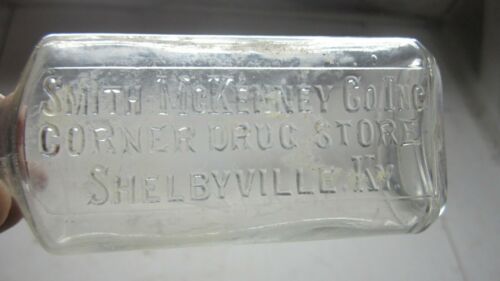 SMITH-MCKENNEY CO. INC
CORNER DRUG STORE
SHELBYVILLE, KY.